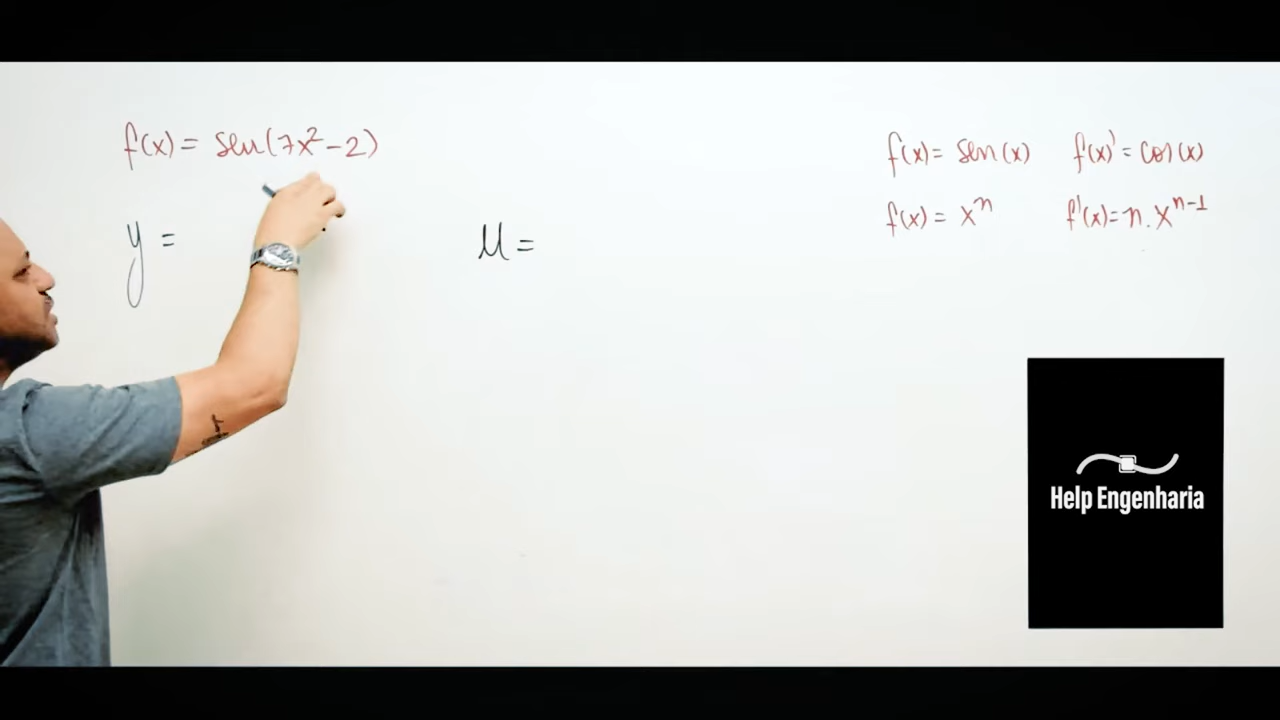 f(x) = sen(7x² - 2)
y =
u =
f(x) = sen(x) f(x)' = cos(x)
f(x) = xⁿ f'(x) = n . xⁿ⁻¹
Help Engenharia